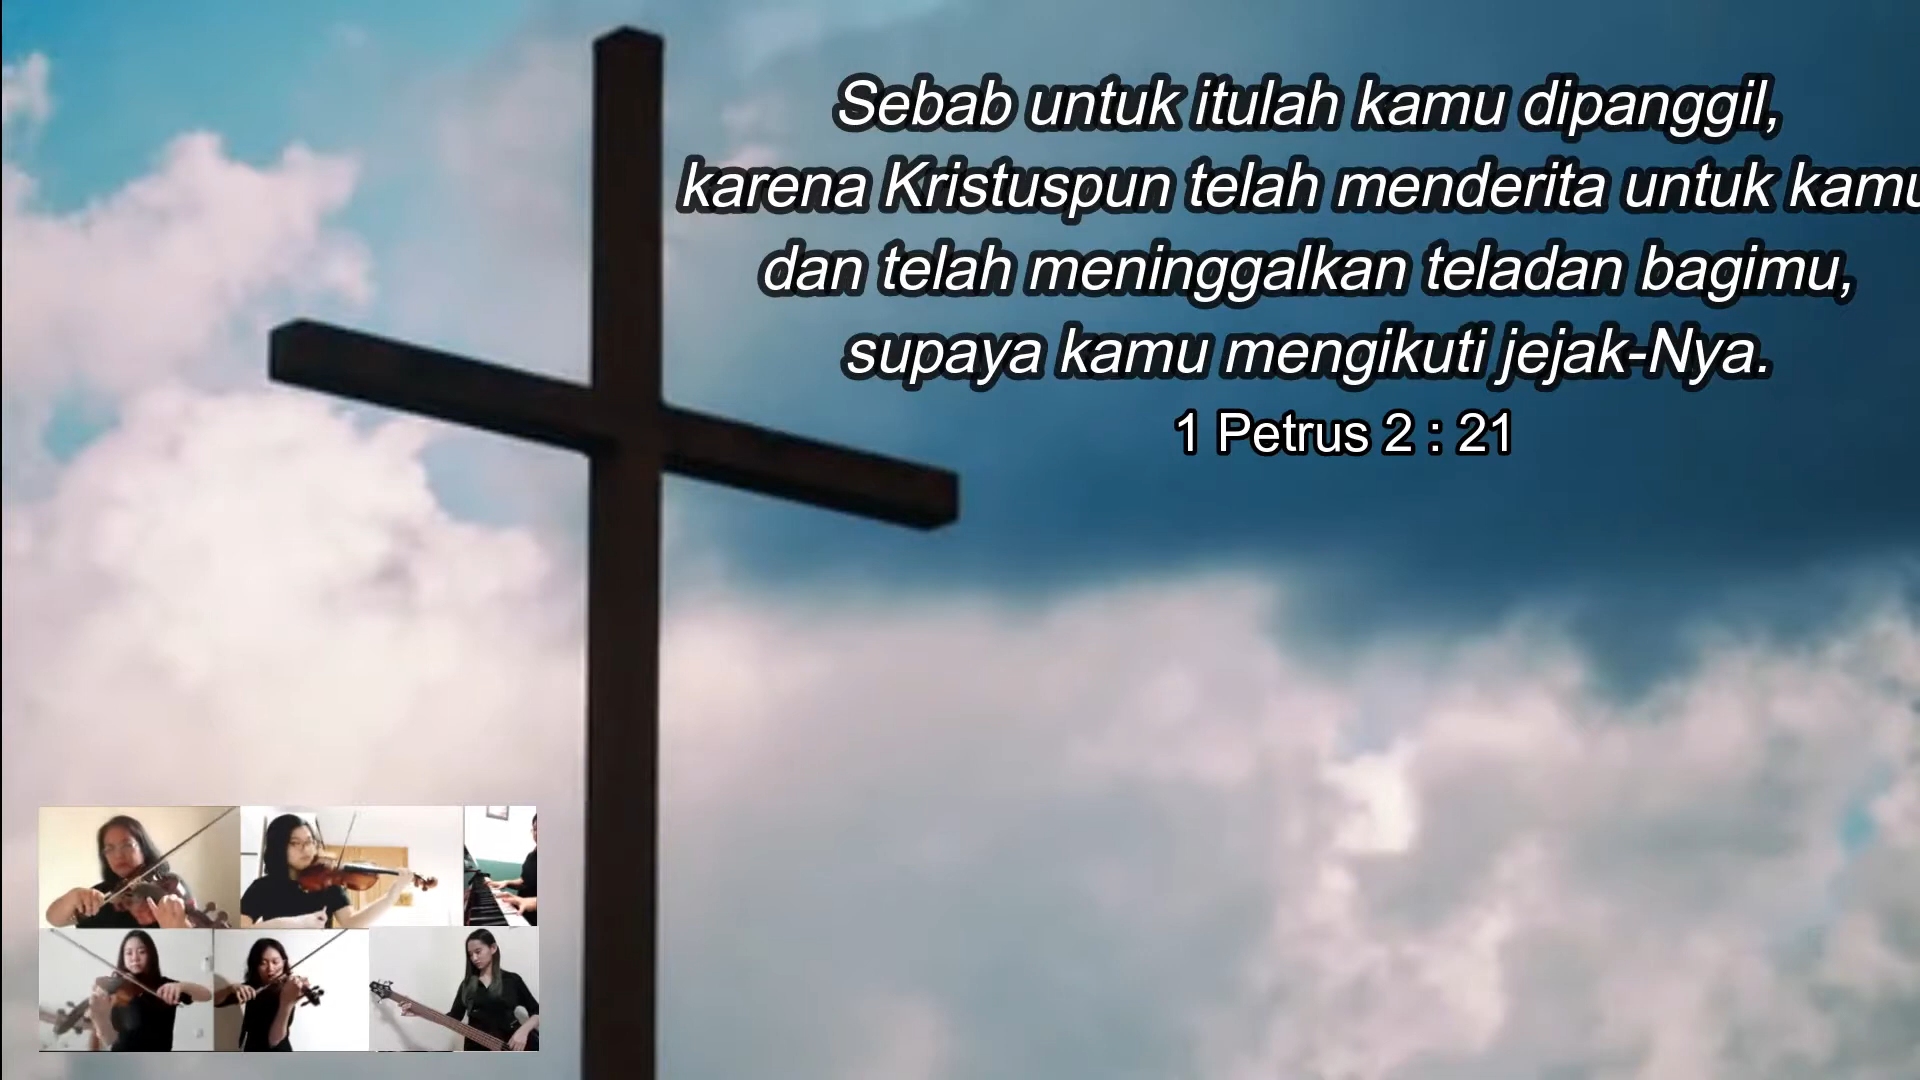 Sebab untuk itulah kamu dipanggil,
karena Kristuspun telah menderita untuk kamu
dan telah meninggalkan teladan bagimu,
supaya kamu mengikuti jejak-Nya.
1 Petrus 2 : 21